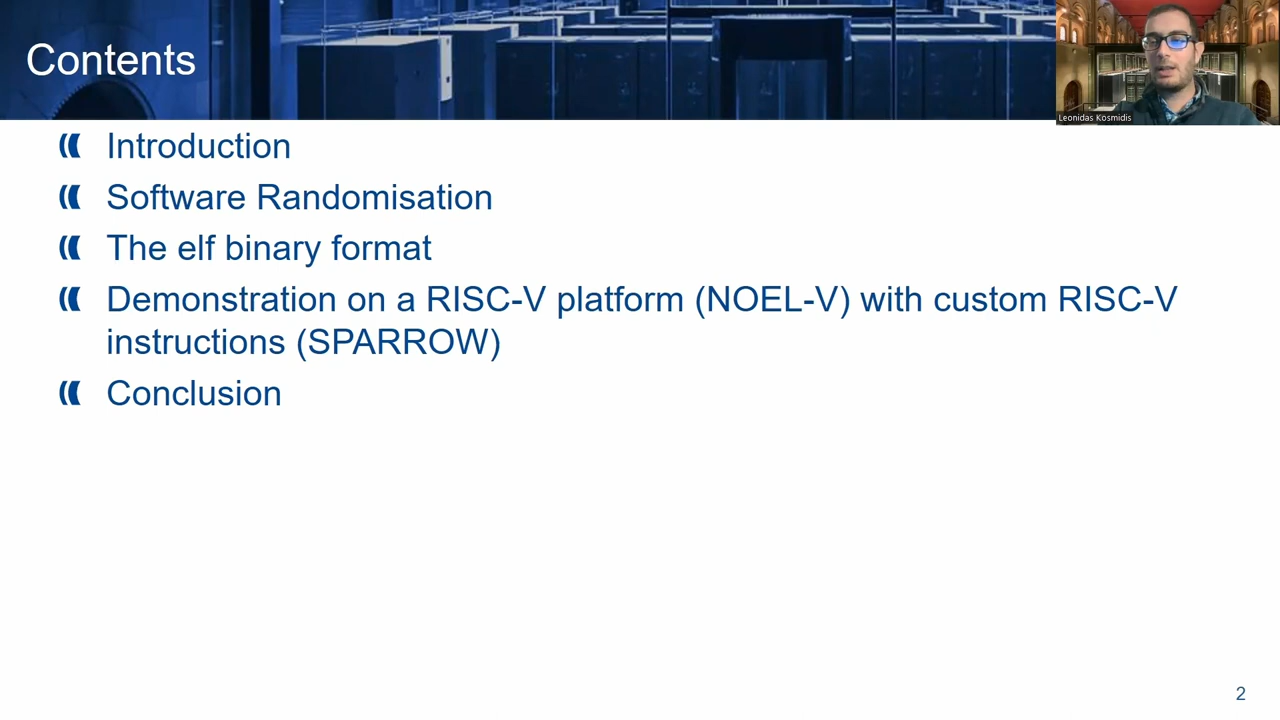 Contents
Leonidas Kosmidis
Introduction
Software Randomisation
The elf binary format
Demonstration on a RISC-V platform (NOEL-V) with custom RISC-V
instructions (SPARROW)
Conclusion
2